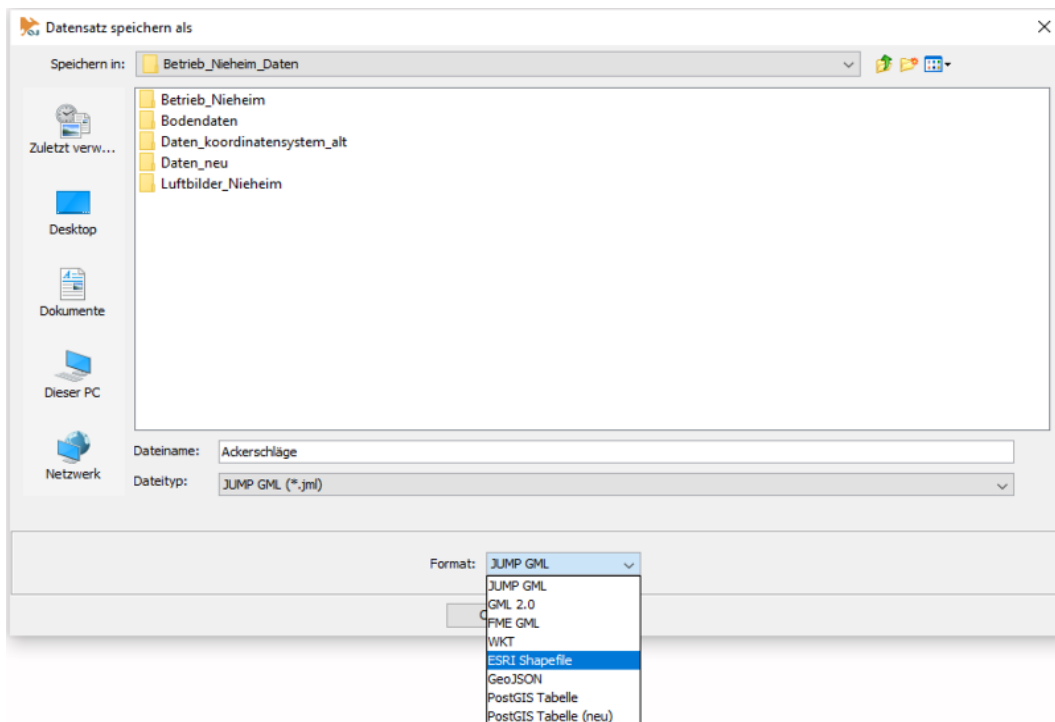 Datensatz speichern als
Speichern in: Betrieb_Nieheim_Daten
Betrieb_Nieheim
Bodendaten
Daten_koordinatensystem_alt
Daten_neu
Luftbilder_Nieheim
Zuletzt verw...
Desktop
Dokumente
Dieser PC
Netzwerk
Dateiname: Ackerschläge
Dateityp: JUMP GML (*.jml)
Format: JUMP GML
JUMP GML
GML 2.0
FME GML
WKT
ESRI Shapefile
GeoJSON
PostGIS Tabelle
PostGIS Tabelle (neu)